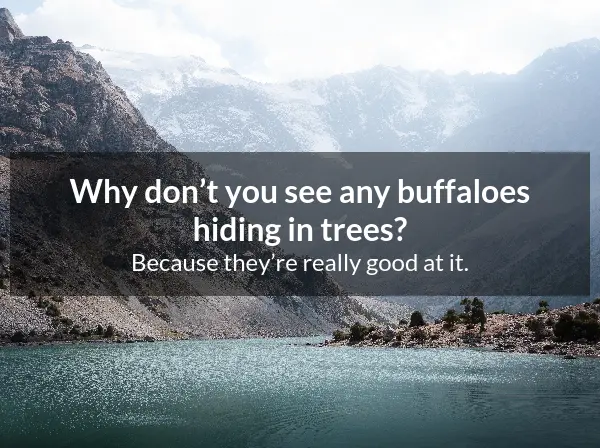 Why don’t you see any buffaloes
hiding in trees?
Because they’re really good at it.